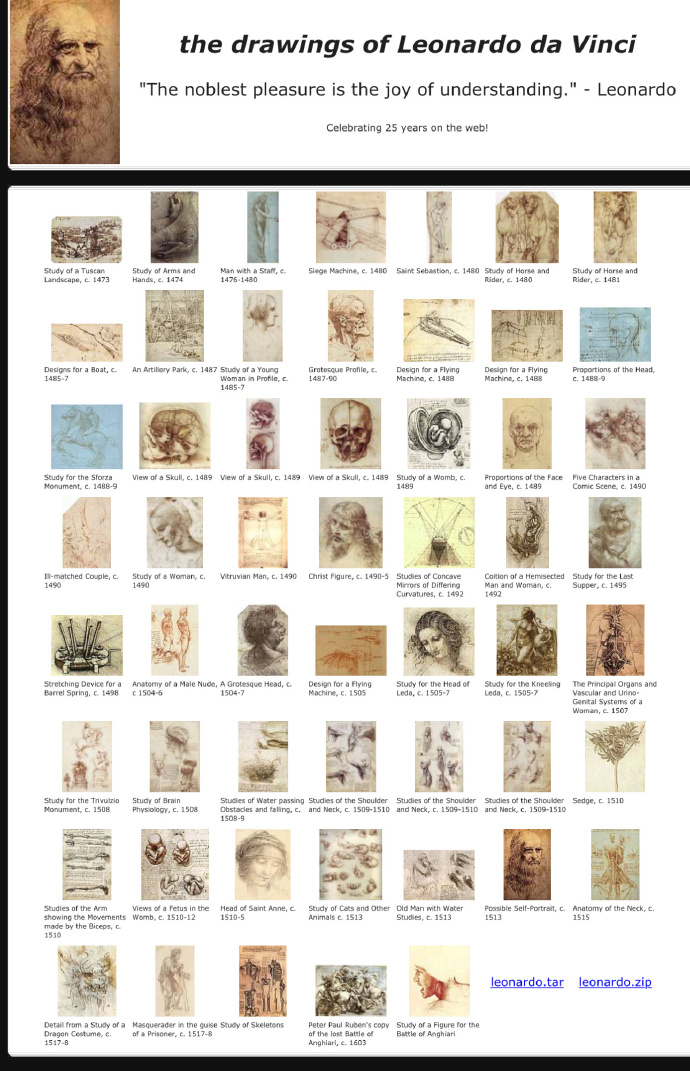 the drawings of Leonardo da Vinci
"The noblest pleasure is the joy of understanding." - Leonardo
Celebrating 25 years on the web!
Study of a Tuscan
Landscape, c. 1473
Study of Arms and
Hands, c. 1474
Man with a Staff, c.
1476-1480
Siege Machine, c. 1480
Saint Sebastian, c. 1480
Study of Horse and
Rider, c. 1480
Study of Horse and
Rider, c. 1481
Designs for a Boat, c.
1485-7
An Artillery Park, c. 1487
Study of a Young
Woman in Profile, c.
1485-7
Grotesque Profile, c.
1487-90
Design for a Flying
Machine, c. 1488
Design for a Flying
Machine, c. 1488
Proportions of the Head,
c. 1488-9
Study for the Sforza
Monument, c. 1488-9
View of a Skull, c. 1489
View of a Skull, c. 1489
View of a Skull, c. 1489
Study of a Womb, c.
1489
Proportions of the Face
and Eye, c. 1489
Five Characters in a
Comic Scene, c. 1490
Ill-matched Couple, c.
1490
Study of a Woman, c.
1490
Vitruvian Man, c. 1490
Christ Figure, c. 1490-5
Studies of Concave
Mirrors of Differing
Curvatures, c. 1492
Coition of a Hemisected
Man and Woman, c.
1492
Study for the Last
Supper, c. 1495
Stretching Device for a
Barrel Spring, c. 1498
Anatomy of a Male Nude,
c 1504-6
A Grotesque Head, c.
1504-7
Design for a Flying
Machine, c. 1505
Study for the Head of
Leda, c. 1505-7
Study for the Kneeling
Leda, c. 1505-7
The Principal Organs and
Vascular and Urino-
Genital Systems of a
Woman, c. 1507
Study for the Trivulzio
Monument, c. 1508
Study of Brain
Physiology, c. 1508
Studies of Water passing
Obstacles and falling, c.
1508-9
Studies of the Shoulder
and Neck, c. 1509-1510
Studies of the Shoulder
and Neck, c. 1509-1510
Studies of the Shoulder
and Neck, c. 1509-1510
Sedge, c. 1510
Studies of the Arm
showing the Movements
made by the Biceps, c.
1510
Views of a Fetus in the
Womb, c. 1510-12
Head of Saint Anne, c.
1510-5
Study of Cats and Other
Animals c. 1513
Old Man with Water
Studies, c. 1513
Possible Self-Portrait, c.
1513
Anatomy of the Neck, c.
1515
Detail from a Study of a
Dragon Costume, c.
1517-8
Masquerader in the guise
of a Prisoner, c. 1517-8
Study of Skeletons
Peter Paul Ruben's copy
of the lost Battle of
Anghiari, c. 1603
Study of a Figure for the
Battle of Anghiari
leonardo.tar
leonardo.zip